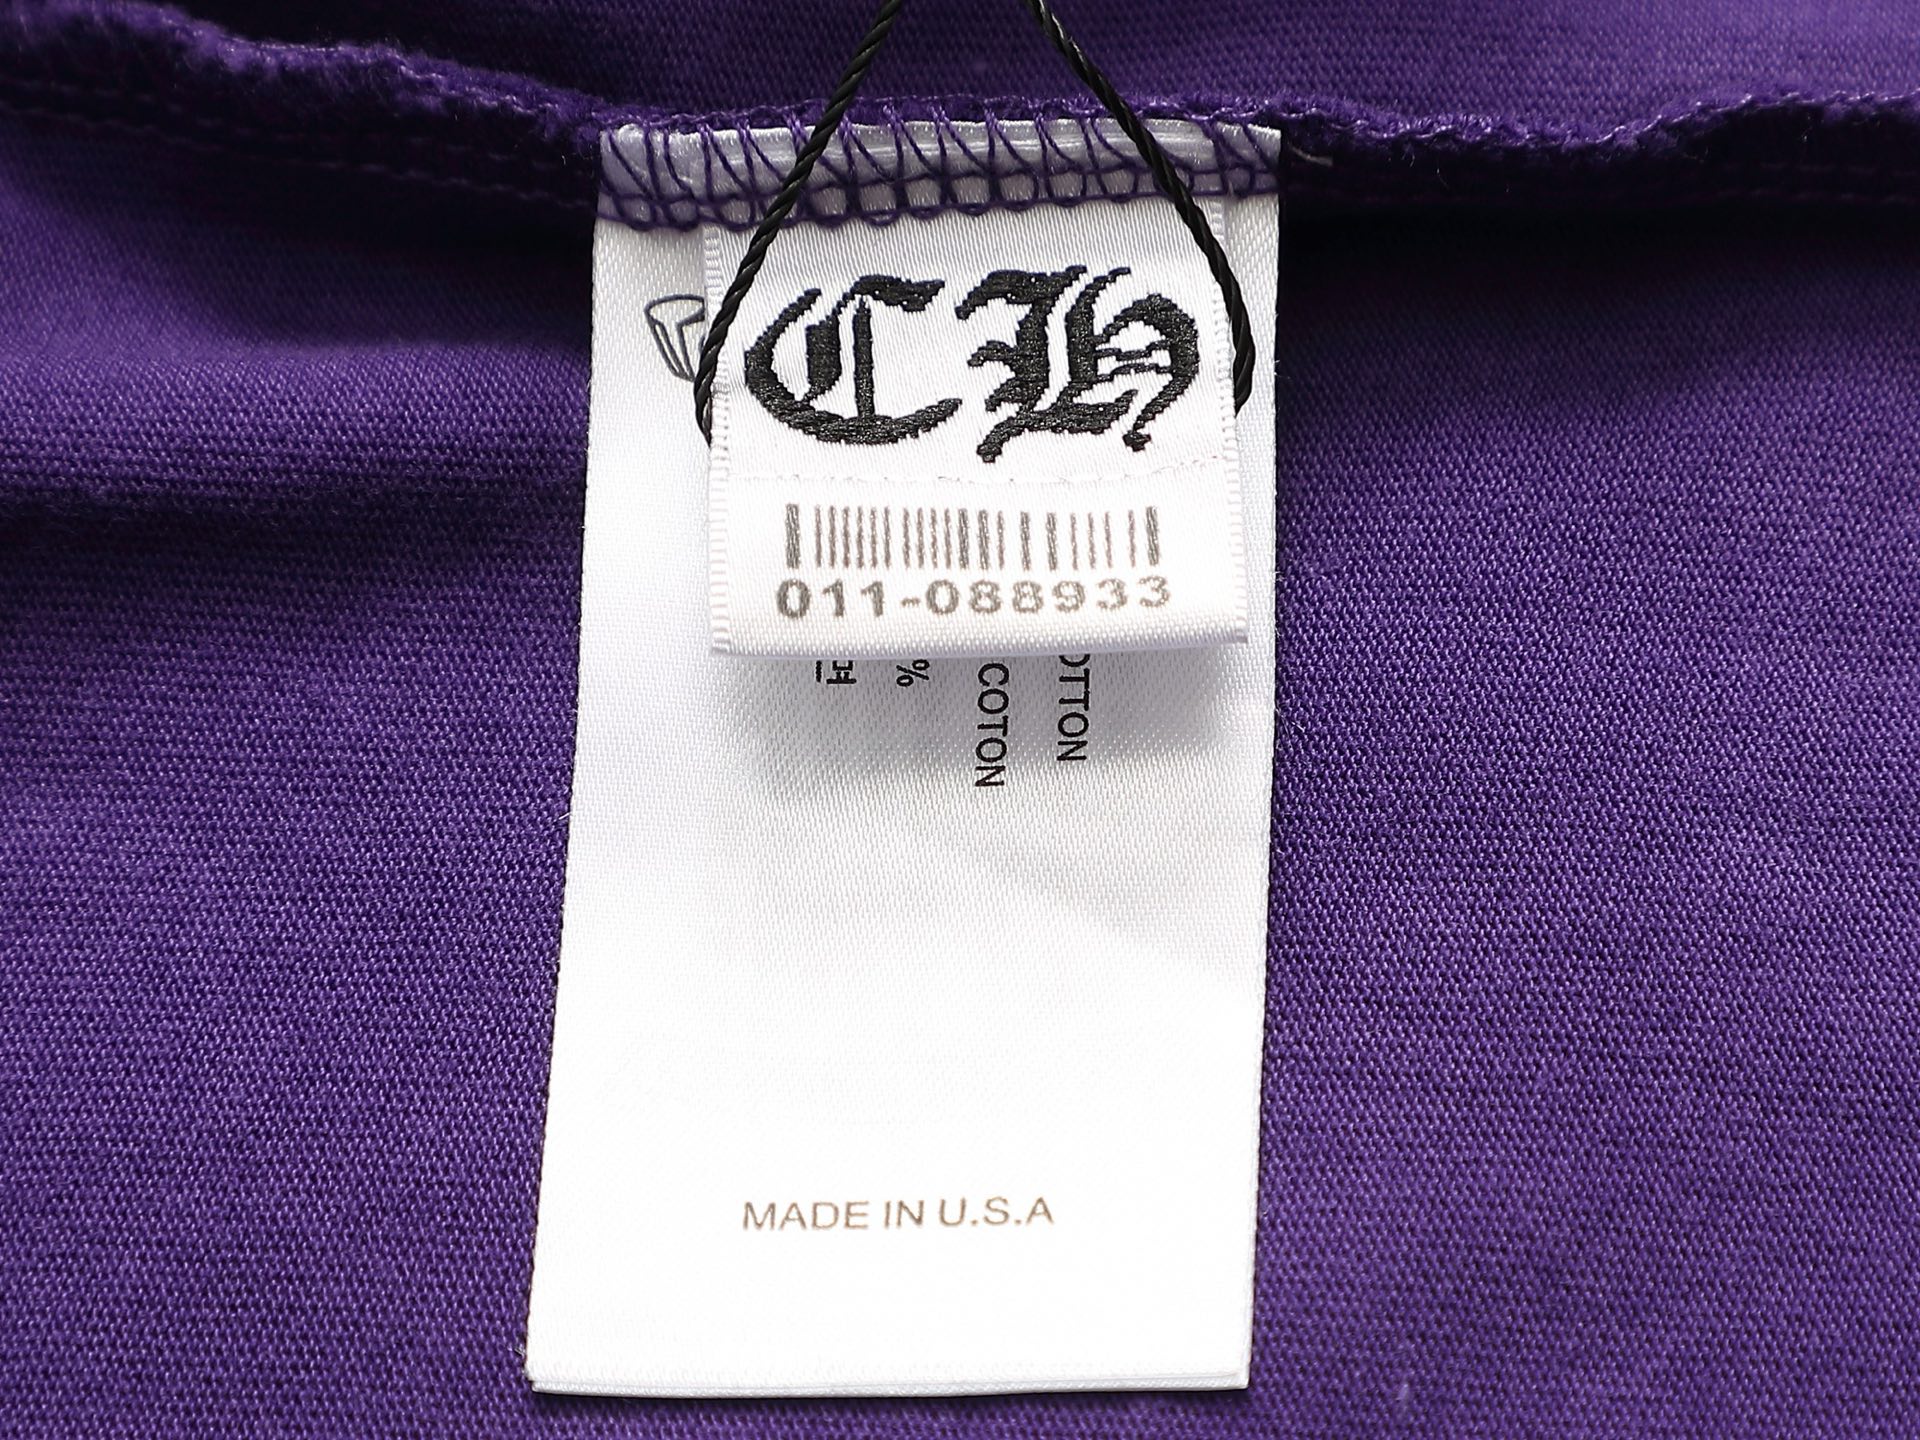 CH
011-088933
%
COTON
OTTON
MADE IN U.S.A